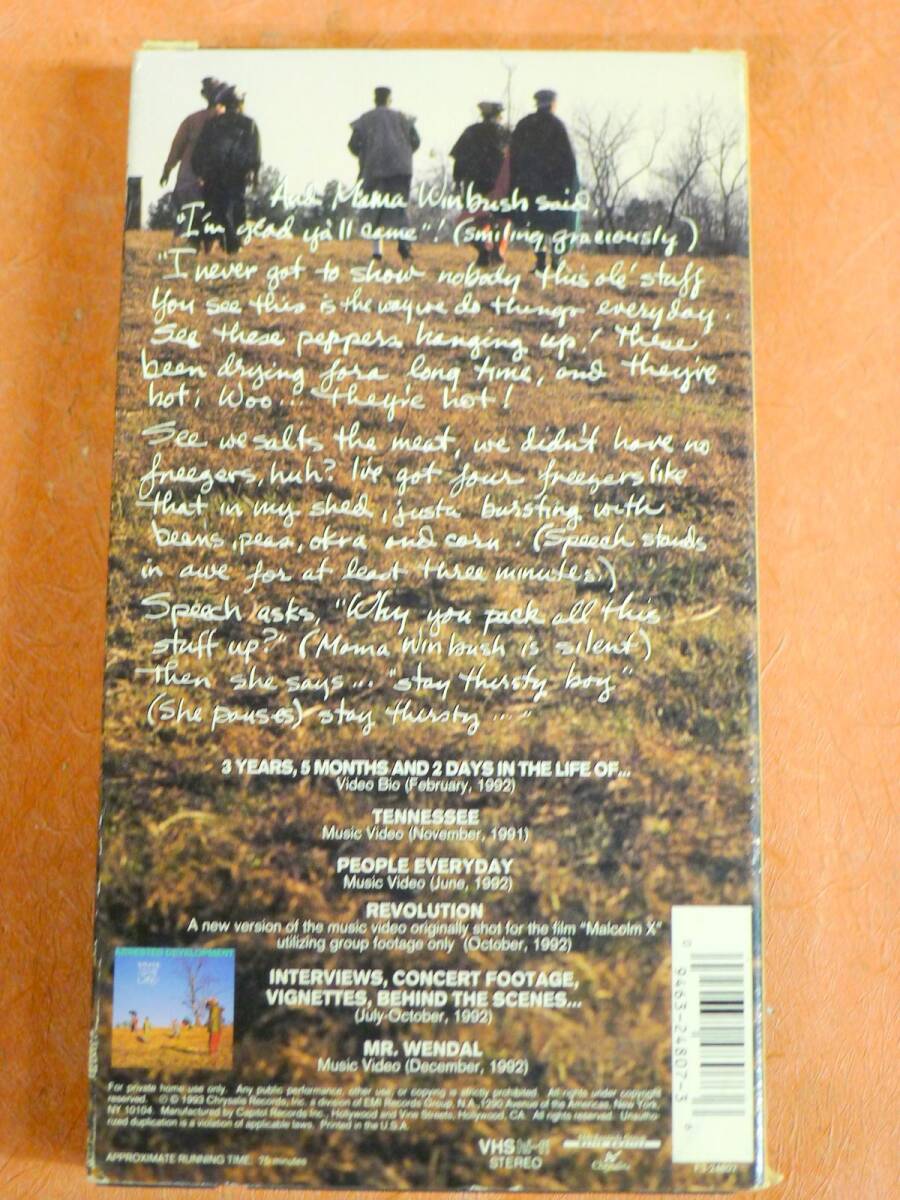 And Mama Winbush said,
"I'm glad ya'll came"! (smiling graciously)
"I never got to show nobody this ole' stuff
You see this is the way we do things everyday.
See these peppers hanging up! These
been drying for a long time, and they're
hot; Woo..! they're hot!
See we salts the meat, we didn't have no
freezers, huh? I've got four freezers like
that in my shed, justa bursting with
beans, peas, okra and corn. (Speech stands
in awe for at least three minutes.)
Speech asks, "Why you pack all this
stuff up?" (Mama Winbush is silent)
Then she says... "stay thirsty boy"
(She pauses) stay thirsty ..."
3 YEARS, 5 MONTHS AND 2 DAYS IN THE LIFE OF...
Video Bio (February, 1992)
TENNESSEE
Music Video (November, 1991)
PEOPLE EVERYDAY
Music Video (June, 1992)
REVOLUTION
A new version of the music video originally shot for the film "Malcolm X"
utilizing group footage only (October, 1992)
ARRESTED DEVELOPMENT
INTERVIEWS, CONCERT FOOTAGE,
VIGNETTES, BEHIND THE SCENES...
(July-October, 1992)
MR. WENDAL
Music Video (December, 1992)
0 9463-24807-3 6
For private home use only. Any public performance, other use, or copying is strictly prohibited. All rights under copyright
reserved. ℗ © 1993 Chrysalis Records, Inc. a division of EMI Records Group, N.A., 1290 Avenue of the Americas, New York,
NY 10104. Manufactured by Capitol Records Inc., Hollywood and Vine Streets, Hollywood, CA. All rights reserved. Unautho-
rized duplication is a violation of applicable laws. Printed in the U.S.A.
APPROXIMATE RUNNING TIME: 75 minutes
VHS hi-fi
STEREO
Chrysalis
F3-24807